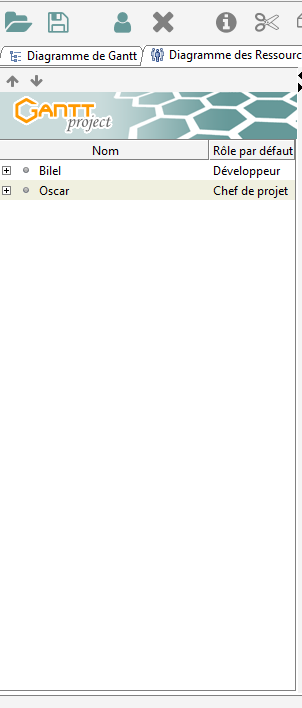 Diagramme de Gantt Diagramme des Ressourc
GANTT
project
Nom Rôle par défaut
Bilel Développeur
Oscar Chef de projet